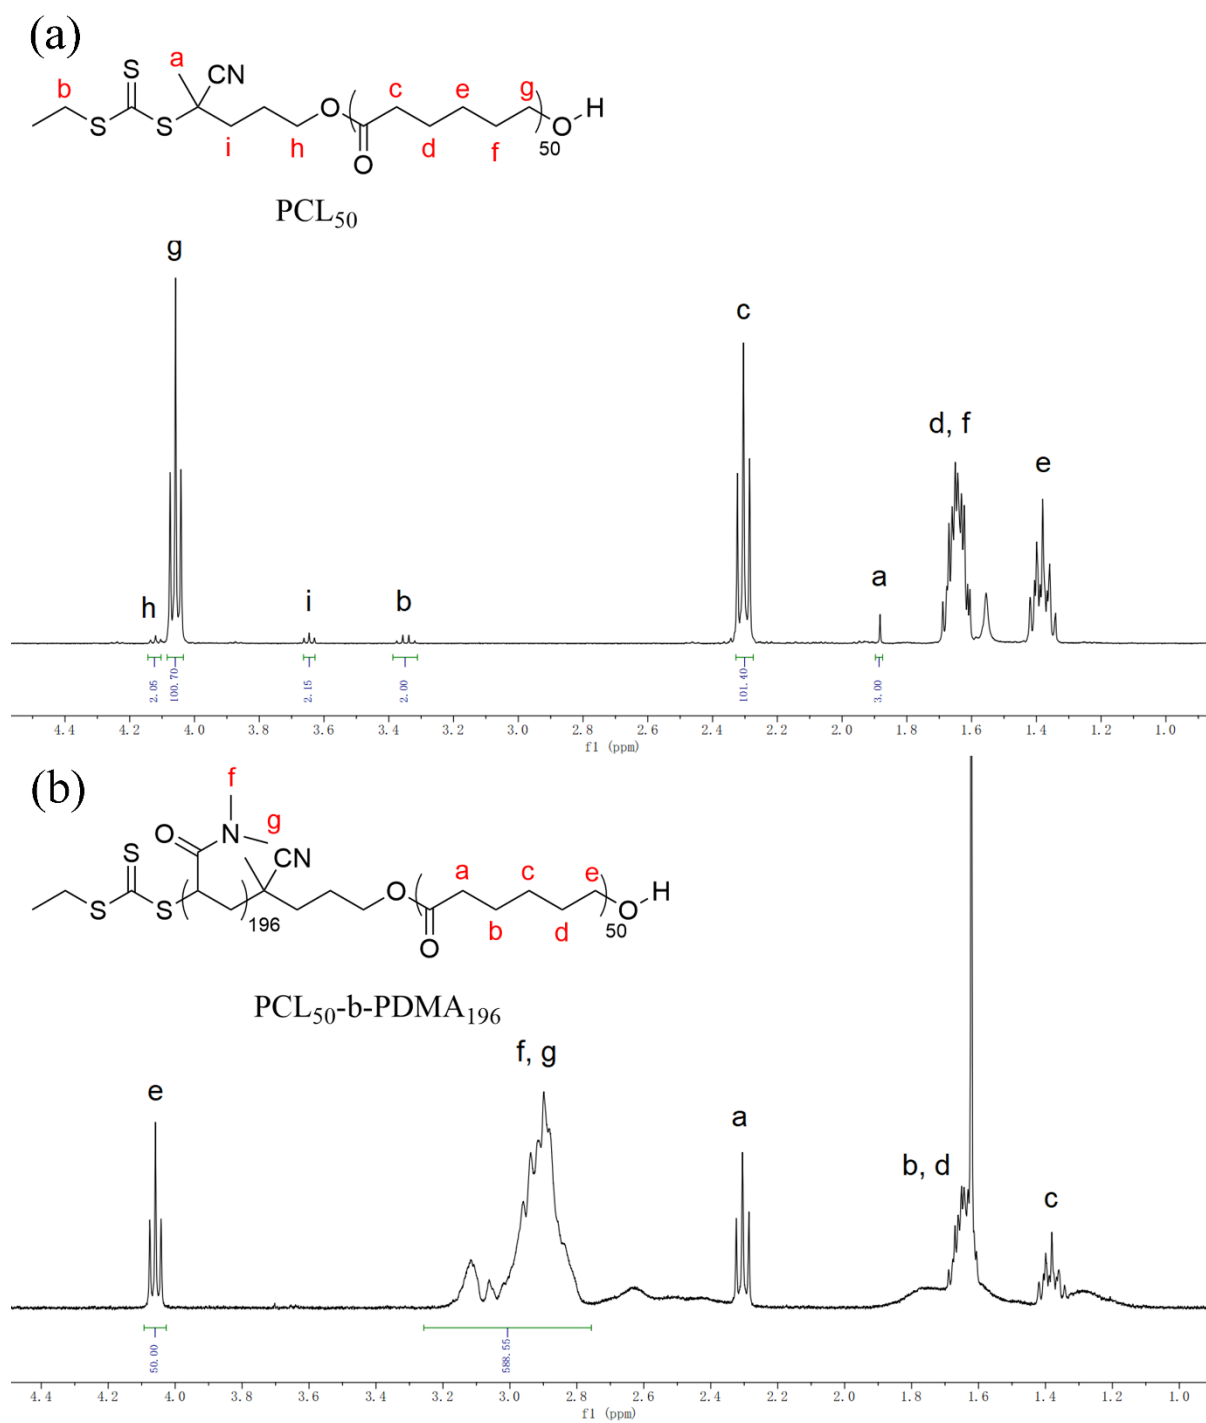 (a)
a
CN
b
S
S
S
i
h
O
c
e
g
O
H
O
d
f
50
PCL50
g
c
d, f
e
h
i
b
a
2.05
100.70
2.15
2.00
101.40
3.00
4.4 4.2 4.0 3.8 3.6 3.4 3.2 3.0 2.8 2.6 2.4 2.2 2.0 1.8 1.6 1.4 1.2 1.0
f1 (ppm)
(b)
f
O
N
g
CN
S
S
S
196
O
a
c
e
H
O
O
b
d
50
PCL50-b-PDMA196
e
f, g
a
b, d
c
50.00
588.55
4.4 4.2 4.0 3.8 3.6 3.4 3.2 3.0 2.8 2.6 2.4 2.2 2.0 1.8 1.6 1.4 1.2 1.0
f1 (ppm)